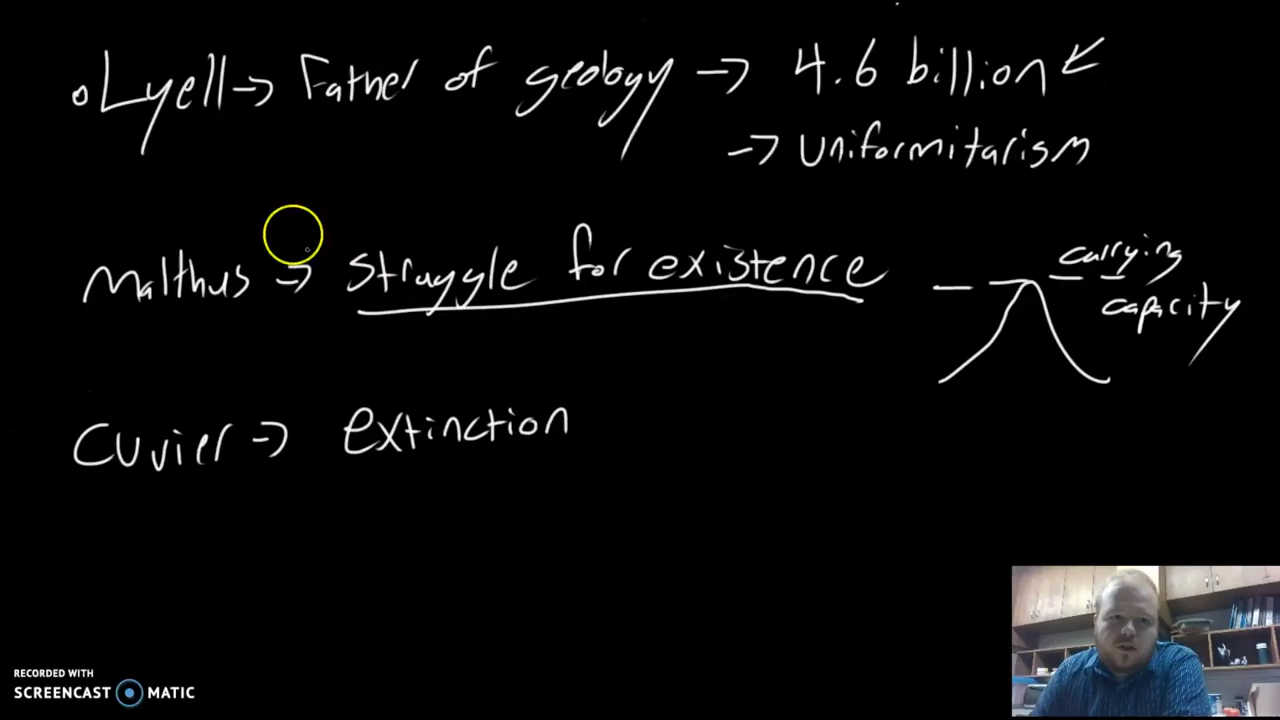 Lyell → Father of geology → 4.6 billion
→ uniformitarism
Malthus → struggle for existence
carrying
capacity
Cuvier → extinction
RECORDED WITH
SCREENCAST MATIC